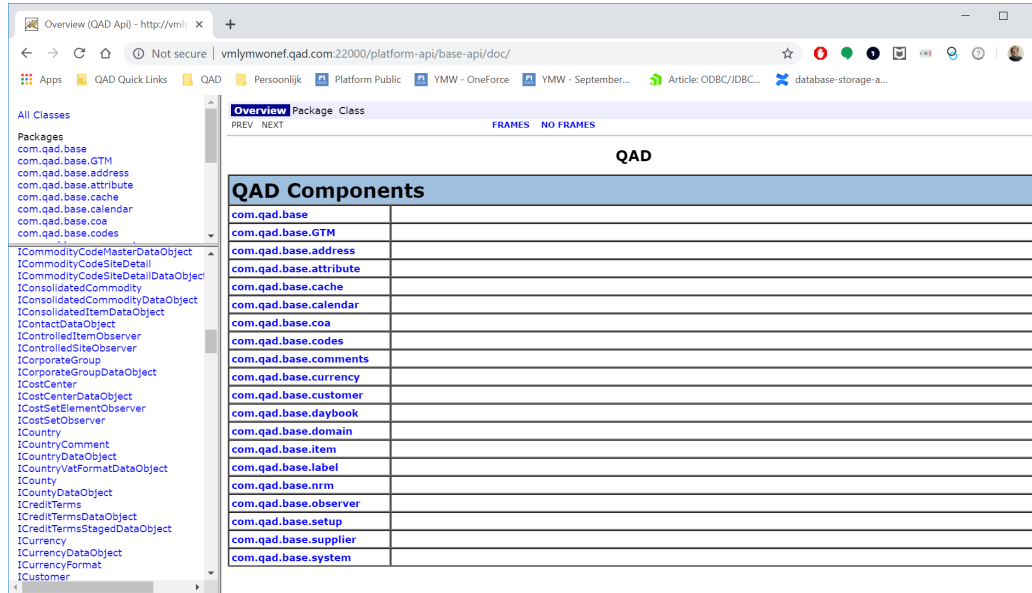 Overview (QAD Api) - http://vmly
Not secure | vmlymwonef.qad.com:22000/platform-api/base-api/doc/
Apps QAD Quick Links QAD Persoonlijk Platform Public YMW - OneForce YMW - September... Article: ODBC/JDBC... database-storage-a...
All Classes
Packages
com.qad.base
com.qad.base.GTM
com.qad.base.address
com.qad.base.attribute
com.qad.base.cache
com.qad.base.calendar
com.qad.base.coa
com.qad.base.codes
ICommodityCodeMasterDataObject
ICommodityCodeSiteDetail
ICommodityCodeSiteDetailDataObject
IConsolidatedCommodity
IConsolidatedCommodityDataObject
IConsolidatedItemDataObject
IContactDataObject
IControlledItemObserver
IControlledSiteObserver
ICorporateGroup
ICorporateGroupDataObject
ICostCenter
ICostCenterDataObject
ICostSetElementObserver
ICostSetObserver
ICountry
ICountryComment
ICountryDataObject
ICountryVatFormatDataObject
ICounty
ICountyDataObject
ICreditTerms
ICreditTermsDataObject
ICreditTermsStagedDataObject
ICurrency
ICurrencyDataObject
ICurrencyFormat
ICustomer
Overview Package Class
PREV NEXT FRAMES NO FRAMES
QAD
QAD Components
com.qad.base
com.qad.base.GTM
com.qad.base.address
com.qad.base.attribute
com.qad.base.cache
com.qad.base.calendar
com.qad.base.coa
com.qad.base.codes
com.qad.base.comments
com.qad.base.currency
com.qad.base.customer
com.qad.base.daybook
com.qad.base.domain
com.qad.base.item
com.qad.base.label
com.qad.base.nrm
com.qad.base.observer
com.qad.base.setup
com.qad.base.supplier
com.qad.base.system